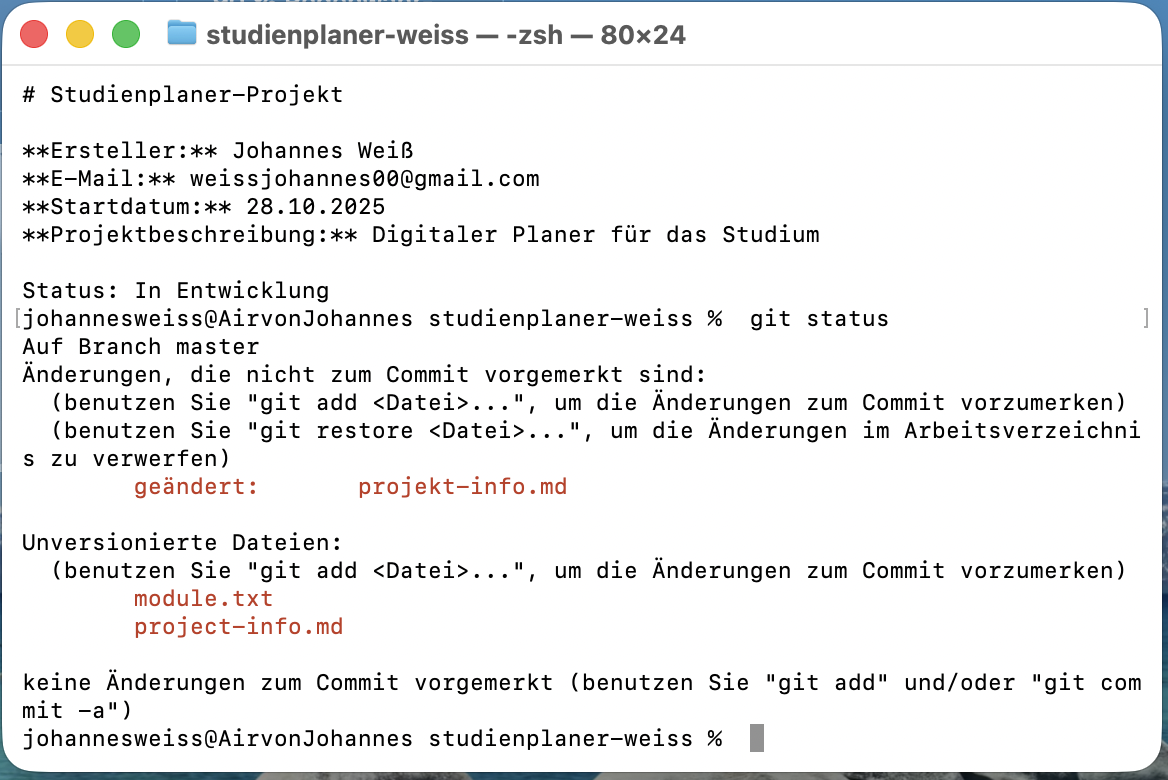 studienplaner-weiss — -zsh — 80×24
# Studienplaner-Projekt
**Ersteller:** Johannes Weiß
**E-Mail:** weissjohannes00@gmail.com
**Startdatum:** 28.10.2025
**Projektbeschreibung:** Digitaler Planer für das Studium
Status: In Entwicklung
[johannesweiss@AirvonJohannes studienplaner-weiss %  git status ]
Auf Branch master
Änderungen, die nicht zum Commit vorgemerkt sind:
  (benutzen Sie "git add <Datei>...", um die Änderungen zum Commit vorzumerken)
  (benutzen Sie "git restore <Datei>...", um die Änderungen im Arbeitsverzeichni
s zu verwerfen)
        geändert:       projekt-info.md
Unversionierte Dateien:
  (benutzen Sie "git add <Datei>...", um die Änderungen zum Commit vorzumerken)
        module.txt
        project-info.md
keine Änderungen zum Commit vorgemerkt (benutzen Sie "git add" und/oder "git com
mit -a")
johannesweiss@AirvonJohannes studienplaner-weiss %